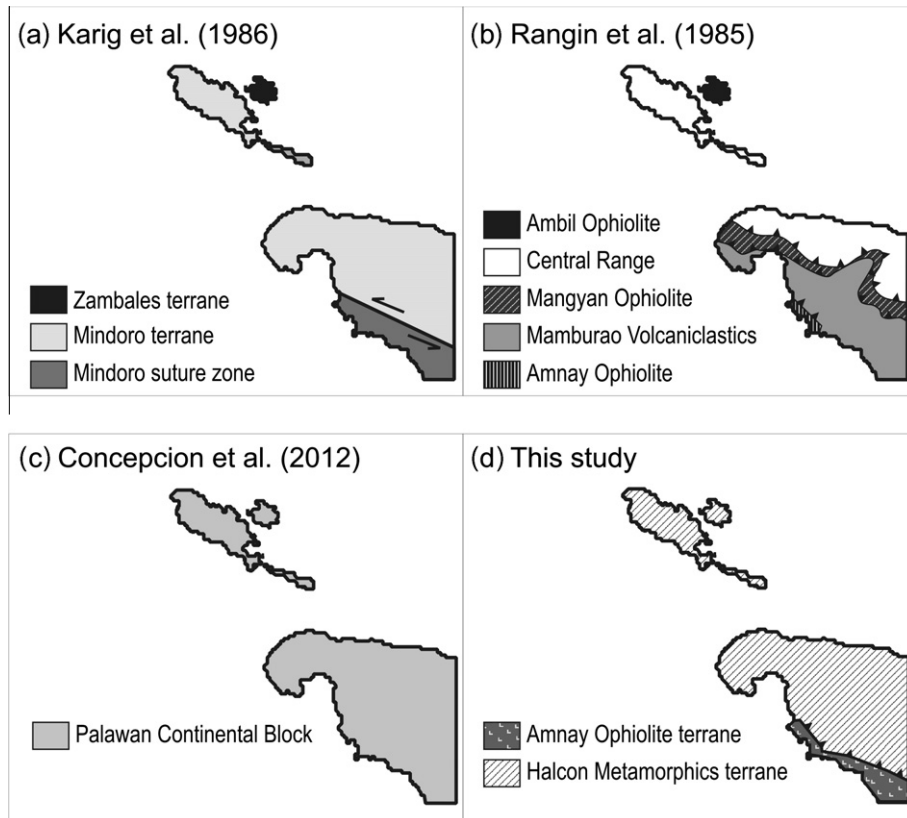 (a) Karig et al. (1986)
Zambales terrane
Mindoro terrane
Mindoro suture zone
(b) Rangin et al. (1985)
Ambil Ophiolite
Central Range
Mangyan Ophiolite
Mamburao Volcaniclastics
Amnay Ophiolite
(c) Concepcion et al. (2012)
Palawan Continental Block
(d) This study
Amnay Ophiolite terrane
Halcon Metamorphics terrane